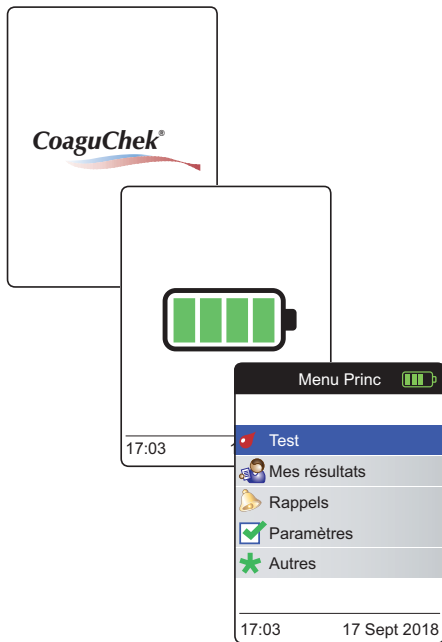 CoaguChek®
17:03
Menu Princ
Test
Mes résultats
Rappels
Paramètres
Autres
17:03 17 Sept 2018